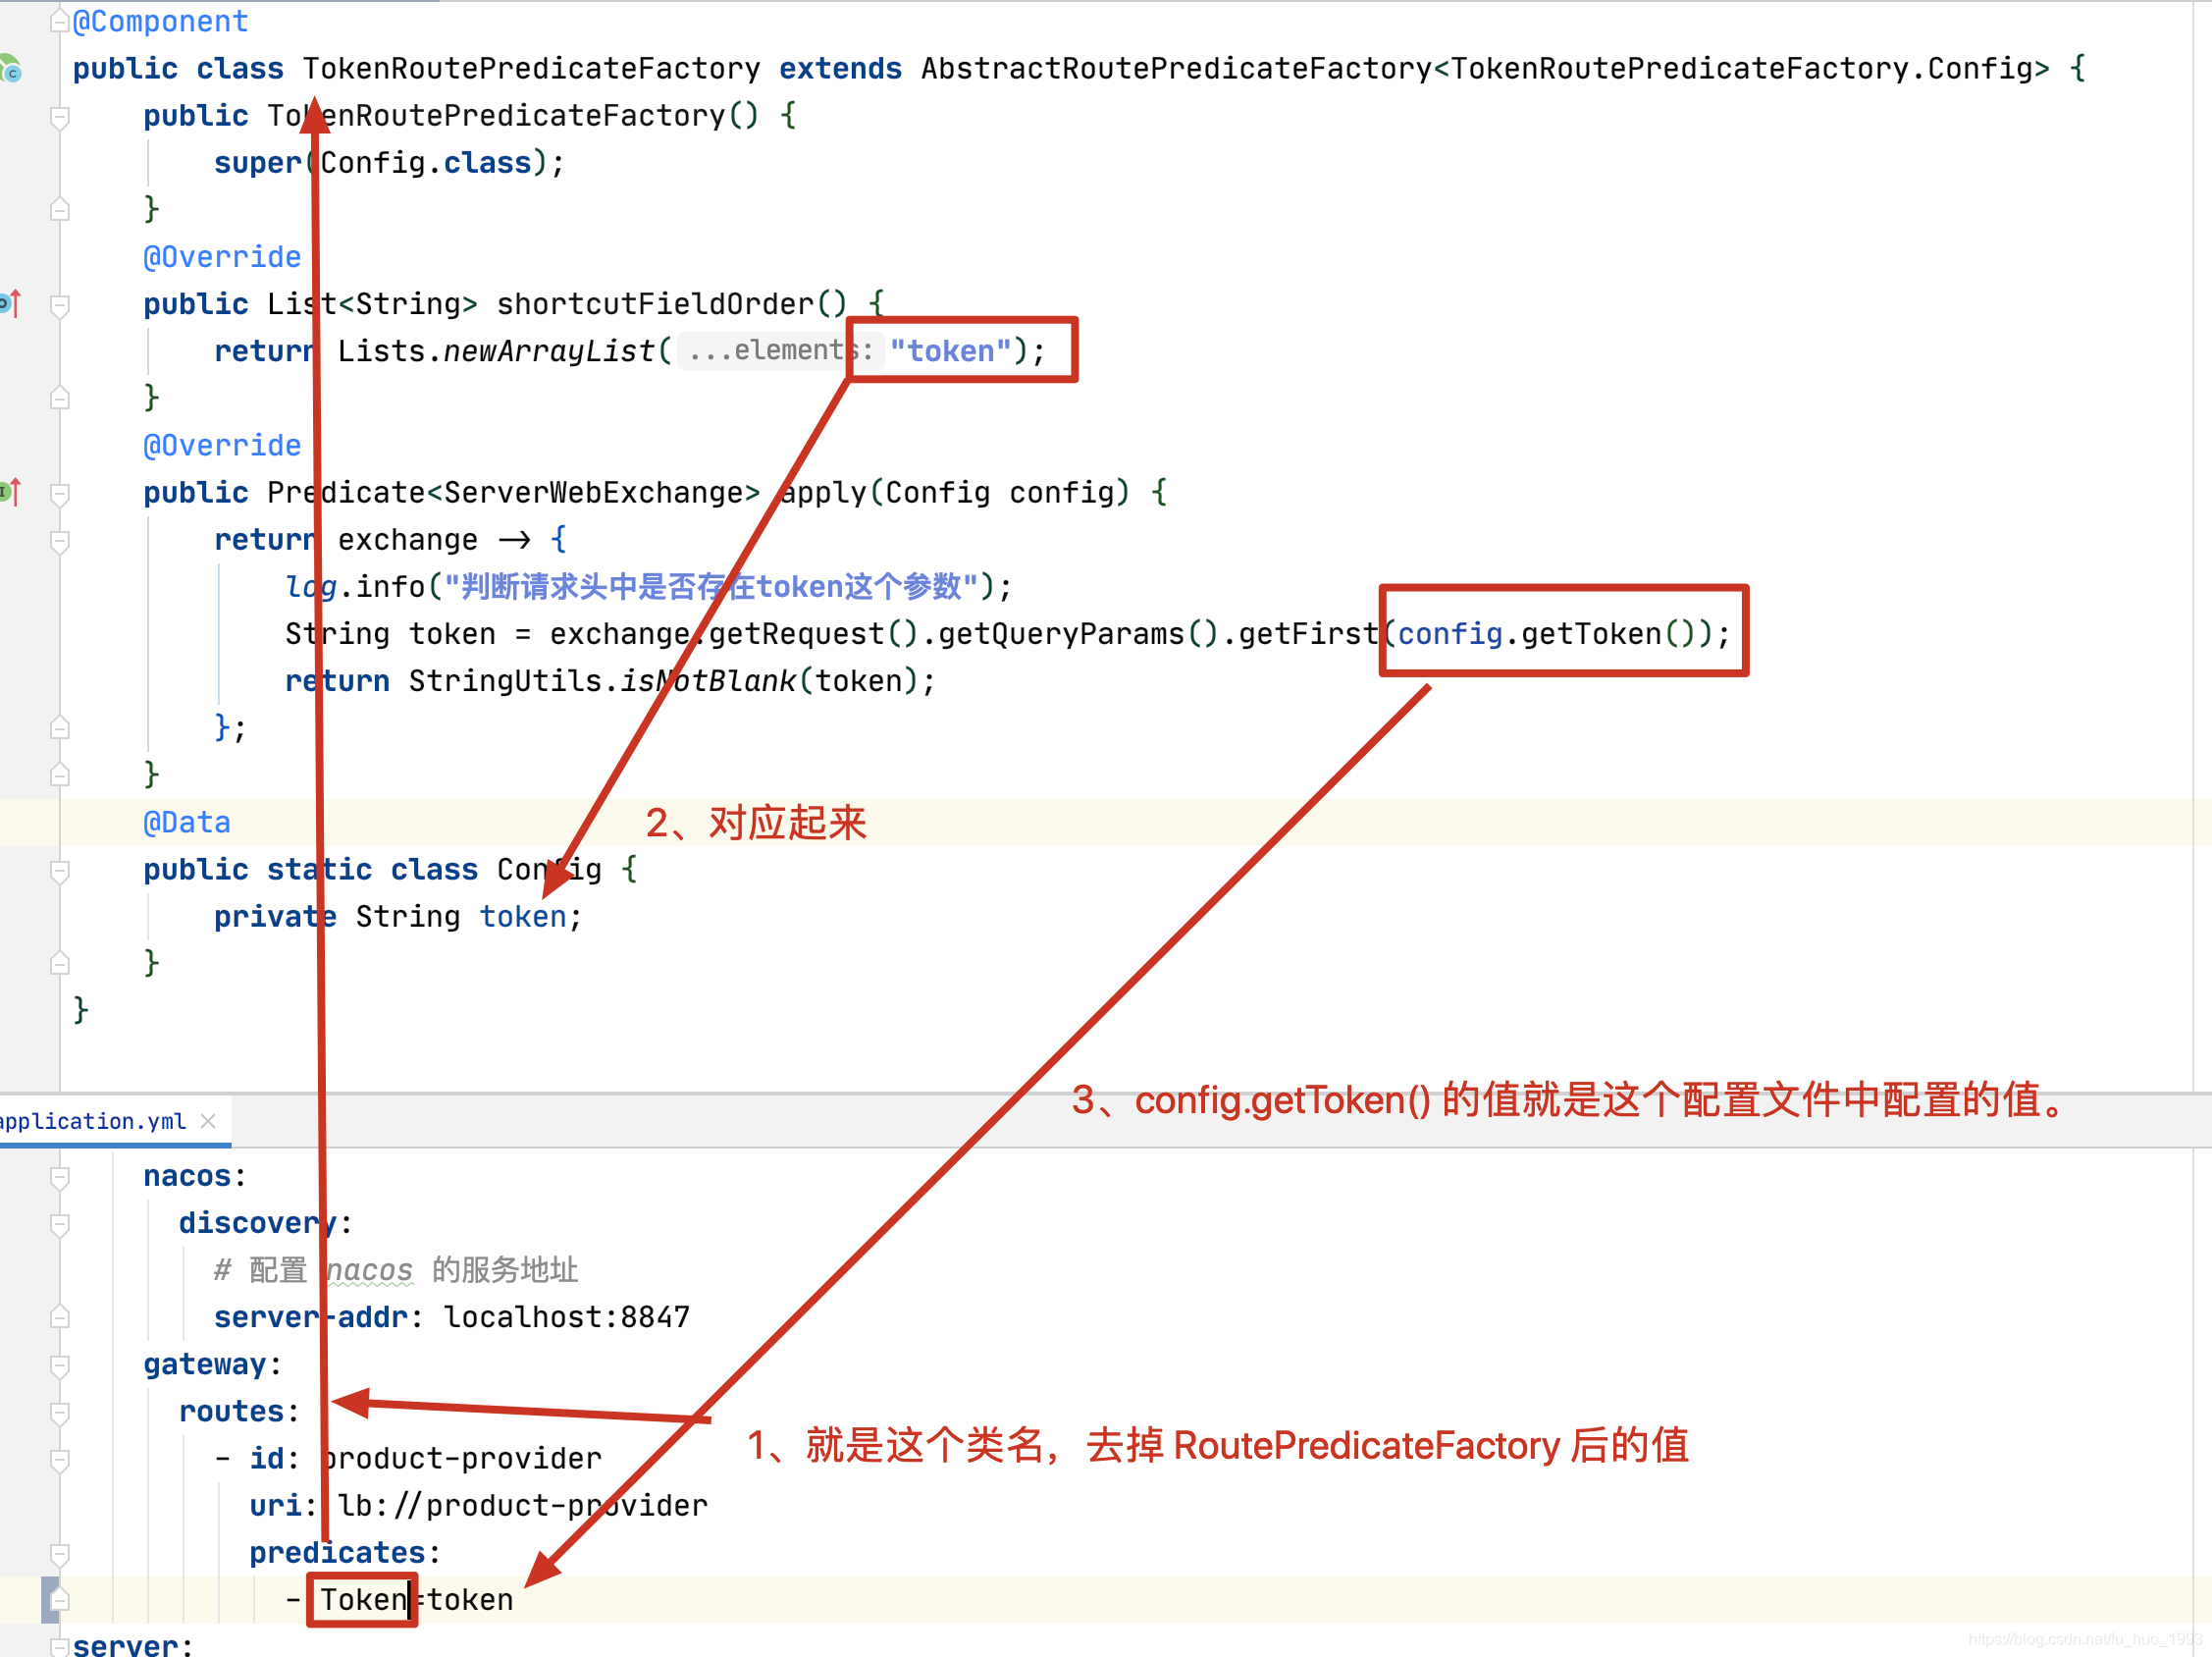 @Component
public class TokenRoutePredicateFactory extends AbstractRoutePredicateFactory<TokenRoutePredicateFactory.Config> {
public TokenRoutePredicateFactory() {
super(Config.class);
}
@Override
public List<String> shortcutFieldOrder() {
return Lists.newArrayList( ...elements: "token");
}
@Override
public Predicate<ServerWebExchange> apply(Config config) {
return exchange -> {
log.info("判断请求头中是否存在token这个参数");
String token = exchange.getRequest().getQueryParams().getFirst(config.getToken());
return StringUtils.isNotBlank(token);
};
}
@Data
2、对应起来
public static class Config {
private String token;
}
}
3、config.getToken() 的值就是这个配置文件中配置的值。
application.yml
nacos:
discovery:
# 配置 nacos 的服务地址
server-addr: localhost:8847
gateway:
routes:
1、就是这个类名，去掉 RoutePredicateFactory 后的值
- id: product-provider
uri: lb://product-provider
predicates:
- Token=token
server:
https://blog.csdn.net/fu_huo_1993